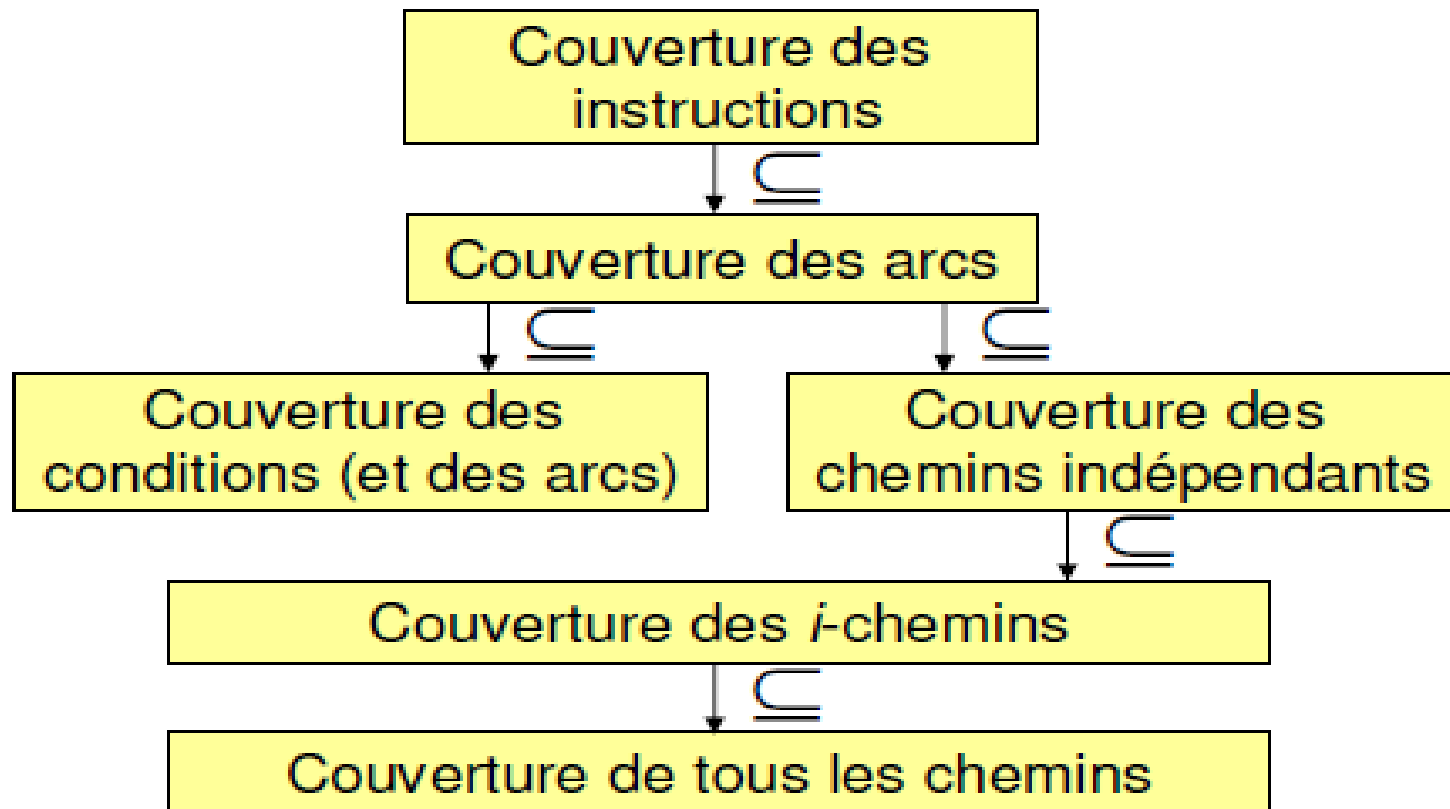 Couverture des
instructions
⊆
Couverture des arcs
⊆
⊆
Couverture des
conditions (et des arcs)
Couverture des
chemins indépendants
⊆
Couverture des i-chemins
⊆
Couverture de tous les chemins